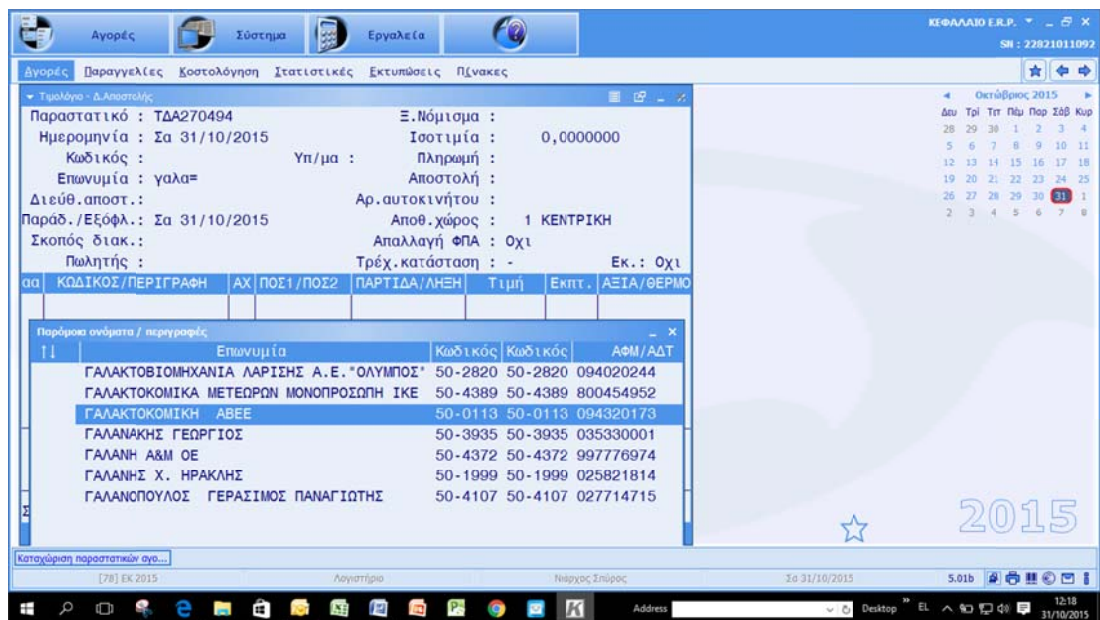 Αγορές Σύστημα Εργαλεία
ΚΕΦΑΛΑΙΟ E.R.P.
SN : 22821011092
Αγορές Παραγγελίες Κοστολόγηση Στατιστικές Εκτυπώσεις Πίνακες
Τιμολόγιο - Δ.Αποστολής
Παραστατικό : ΤΔΑ270494 Ξ.Νόμισμα :
Ημερομηνία : Σα 31/10/2015 Ισοτιμία : 0,0000000
Κωδικός : Υπ/μα : Πληρωμή :
Επωνυμία : γαλα= Αποστολή :
Διεύθ.αποστ.: Αρ.αυτοκινήτου :
Παράδ./Εξόφλ.: Σα 31/10/2015 Αποθ.χώρος : 1 ΚΕΝΤΡΙΚΗ
Σκοπός διακ.: Απαλλαγή ΦΠΑ : Οχι
Πωλητής : Τρέχ.κατάσταση : - Εκ.: Οχι
αα ΚΩΔΙΚΟΣ/ΠΕΡΙΓΡΑΦΗ ΑΧ ΠΟΣ1/ΠΟΣ2 ΠΑΡΤΙΔΑ/ΛΗΞΗ Τιμή Εκπτ. ΑΞΙΑ/ΘΕΡΜΟ
Παρόμοια ονόματα / περιγραφές
↑↓ Επωνυμία Κωδικός Κωδικός ΑΦΜ/ΑΔΤ
ΓΑΛΑΚΤΟΒΙΟΜΗΧΑΝΙΑ ΛΑΡΙΣΗΣ Α.Ε."ΟΛΥΜΠΟΣ" 50-2820 50-2820 094020244
ΓΑΛΑΚΤΟΚΟΜΙΚΑ ΜΕΤΕΩΡΩΝ ΜΟΝΟΠΡΟΣΩΠΗ ΙΚΕ 50-4389 50-4389 800454952
ΓΑΛΑΚΤΟΚΟΜΙΚΗ ΑΒΕΕ 50-0113 50-0113 094320173
ΓΑΛΑΝΑΚΗΣ ΓΕΩΡΓΙΟΣ 50-3935 50-3935 035330001
ΓΑΛΑΝΗ Α&Μ ΟΕ 50-4372 50-4372 997776974
ΓΑΛΑΝΗΣ Χ. ΗΡΑΚΛΗΣ 50-1999 50-1999 025821814
ΓΑΛΑΝΟΠΟΥΛΟΣ ΓΕΡΑΣΙΜΟΣ ΠΑΝΑΓΙΩΤΗΣ 50-4107 50-4107 027714715
Σ
Οκτώβριος 2015
Δευ Τρί Τετ Πέμ Παρ Σάβ Κυρ
28 29 30 1 2 3 4
5 6 7 8 9 10 11
12 13 14 15 16 17 18
19 20 21 22 23 24 25
26 27 28 29 30 31 1
2 3 4 5 6 7 8
2015
Καταχώριση παραστατικών αγο...
[78] ΕΚ 2015 Λογιστήριο Νιάρχος Σπύρος Σα 31/10/2015 5.01b
Address Desktop EL 12:18
31/10/2015